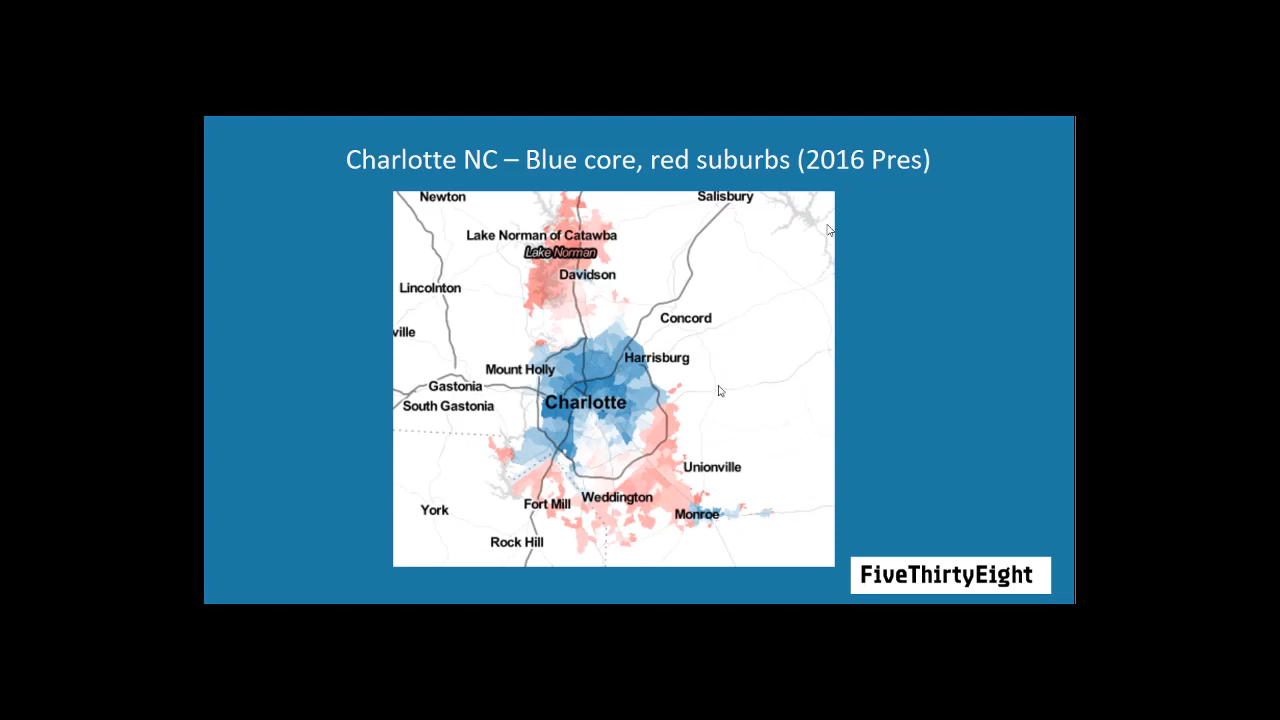 Charlotte NC – Blue core, red suburbs (2016 Pres)
Newton
Salisbury
Lake Norman of Catawba
Lake Norman
Davidson
Lincolnton
Concord
ville
Harrisburg
Mount Holly
Gastonia
Charlotte
South Gastonia
Unionville
Weddington
Fort Mill
York
Monroe
Rock Hill
FiveThirtyEight